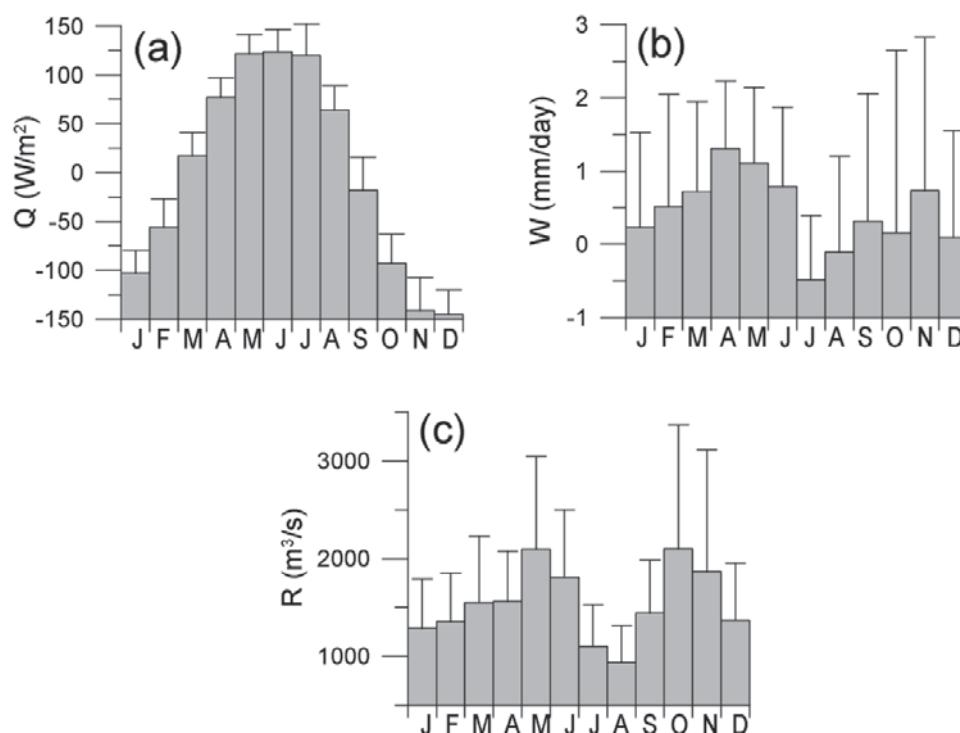 (a)
Q (W/m²)
150
100
50
0
-50
-100
-150
J F M A M J J A S O N D
(b)
W (mm/day)
3
2
1
0
-1
J F M A M J J A S O N D
(c)
R (m³/s)
3000
2000
1000
J F M A M J J A S O N D